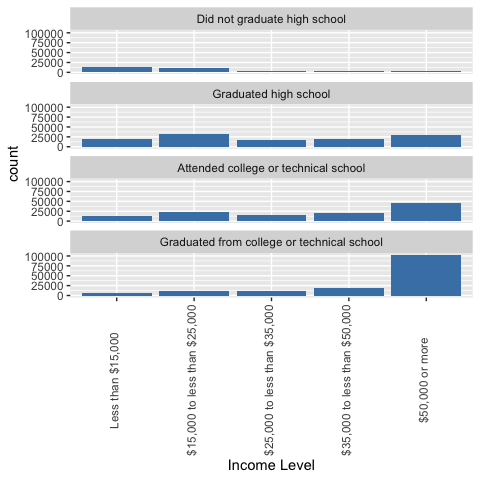 Did not graduate high school
100000
75000
50000
25000
0
Graduated high school
100000
75000
50000
25000
0
Attended college or technical school
100000
75000
50000
25000
0
Graduated from college or technical school
100000
75000
50000
25000
0
count
Less than $15,000
$15,000 to less than $25,000
$25,000 to less than $35,000
$35,000 to less than $50,000
$50,000 or more
Income Level